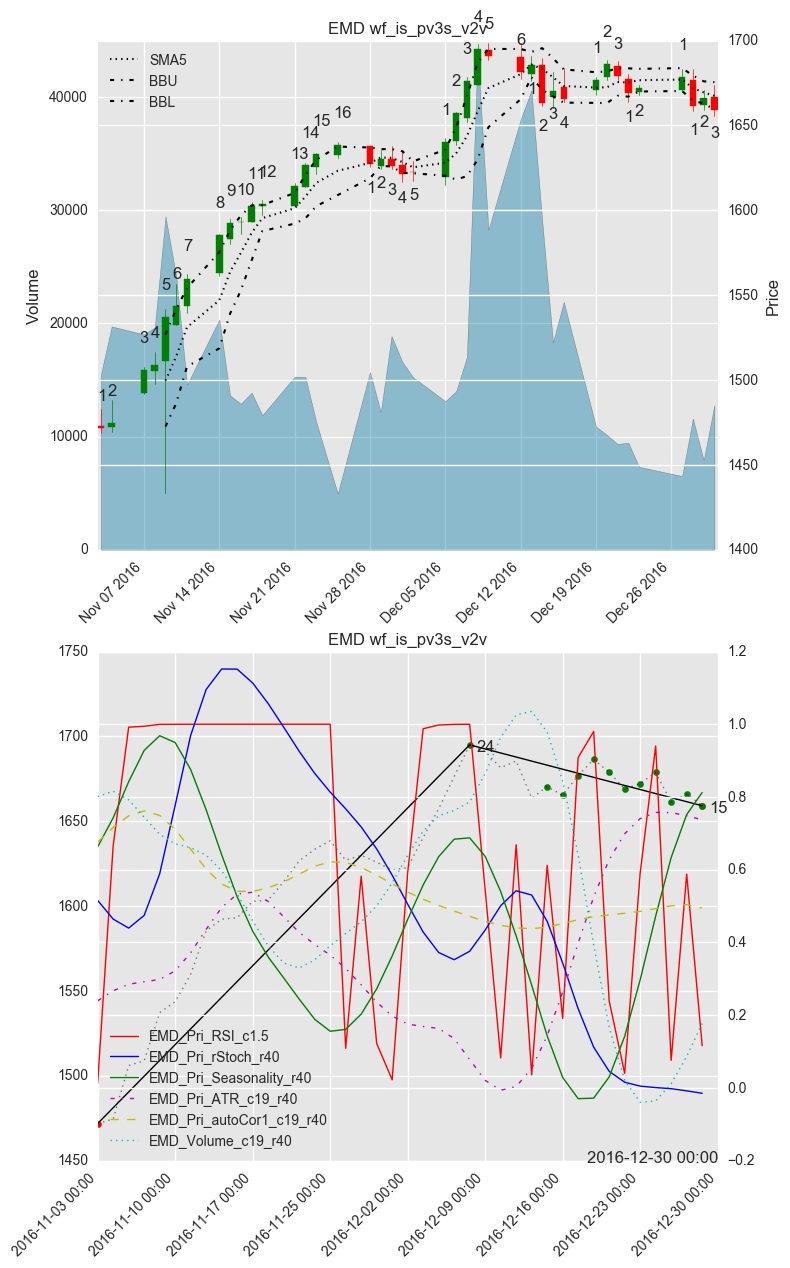 EMD wf_is_pv3s_v2v
SMA5
BBU
BBL
40000
30000
20000
10000
0
Volume
1700
1650
1600
1550
1500
1450
1400
Price
1 2 3 4 5 6 7 8 9 10 11 12 13 14 15 16
1 2 3 4 5
1 2 3 4 5 6
1 2 3 4
1 2 3
1 2
1
1 2 3
Nov 07 2016
Nov 14 2016
Nov 21 2016
Nov 28 2016
Dec 05 2016
Dec 12 2016
Dec 19 2016
Dec 26 2016
EMD wf_is_pv3s_v2v
1750
1700
1650
1600
1550
1500
1450
1.2
1.0
0.8
0.6
0.4
0.2
0.0
−0.2
24
15
EMD_Pri_RSI_c1.5
EMD_Pri_rStoch_r40
EMD_Pri_Seasonality_r40
EMD_Pri_ATR_c19_r40
EMD_Pri_autoCor1_c19_r40
EMD_Volume_c19_r40
2016-12-30 00:00
2016-11-03 00:00
2016-11-10 00:00
2016-11-17 00:00
2016-11-25 00:00
2016-12-02 00:00
2016-12-09 00:00
2016-12-16 00:00
2016-12-23 00:00
2016-12-30 00:00